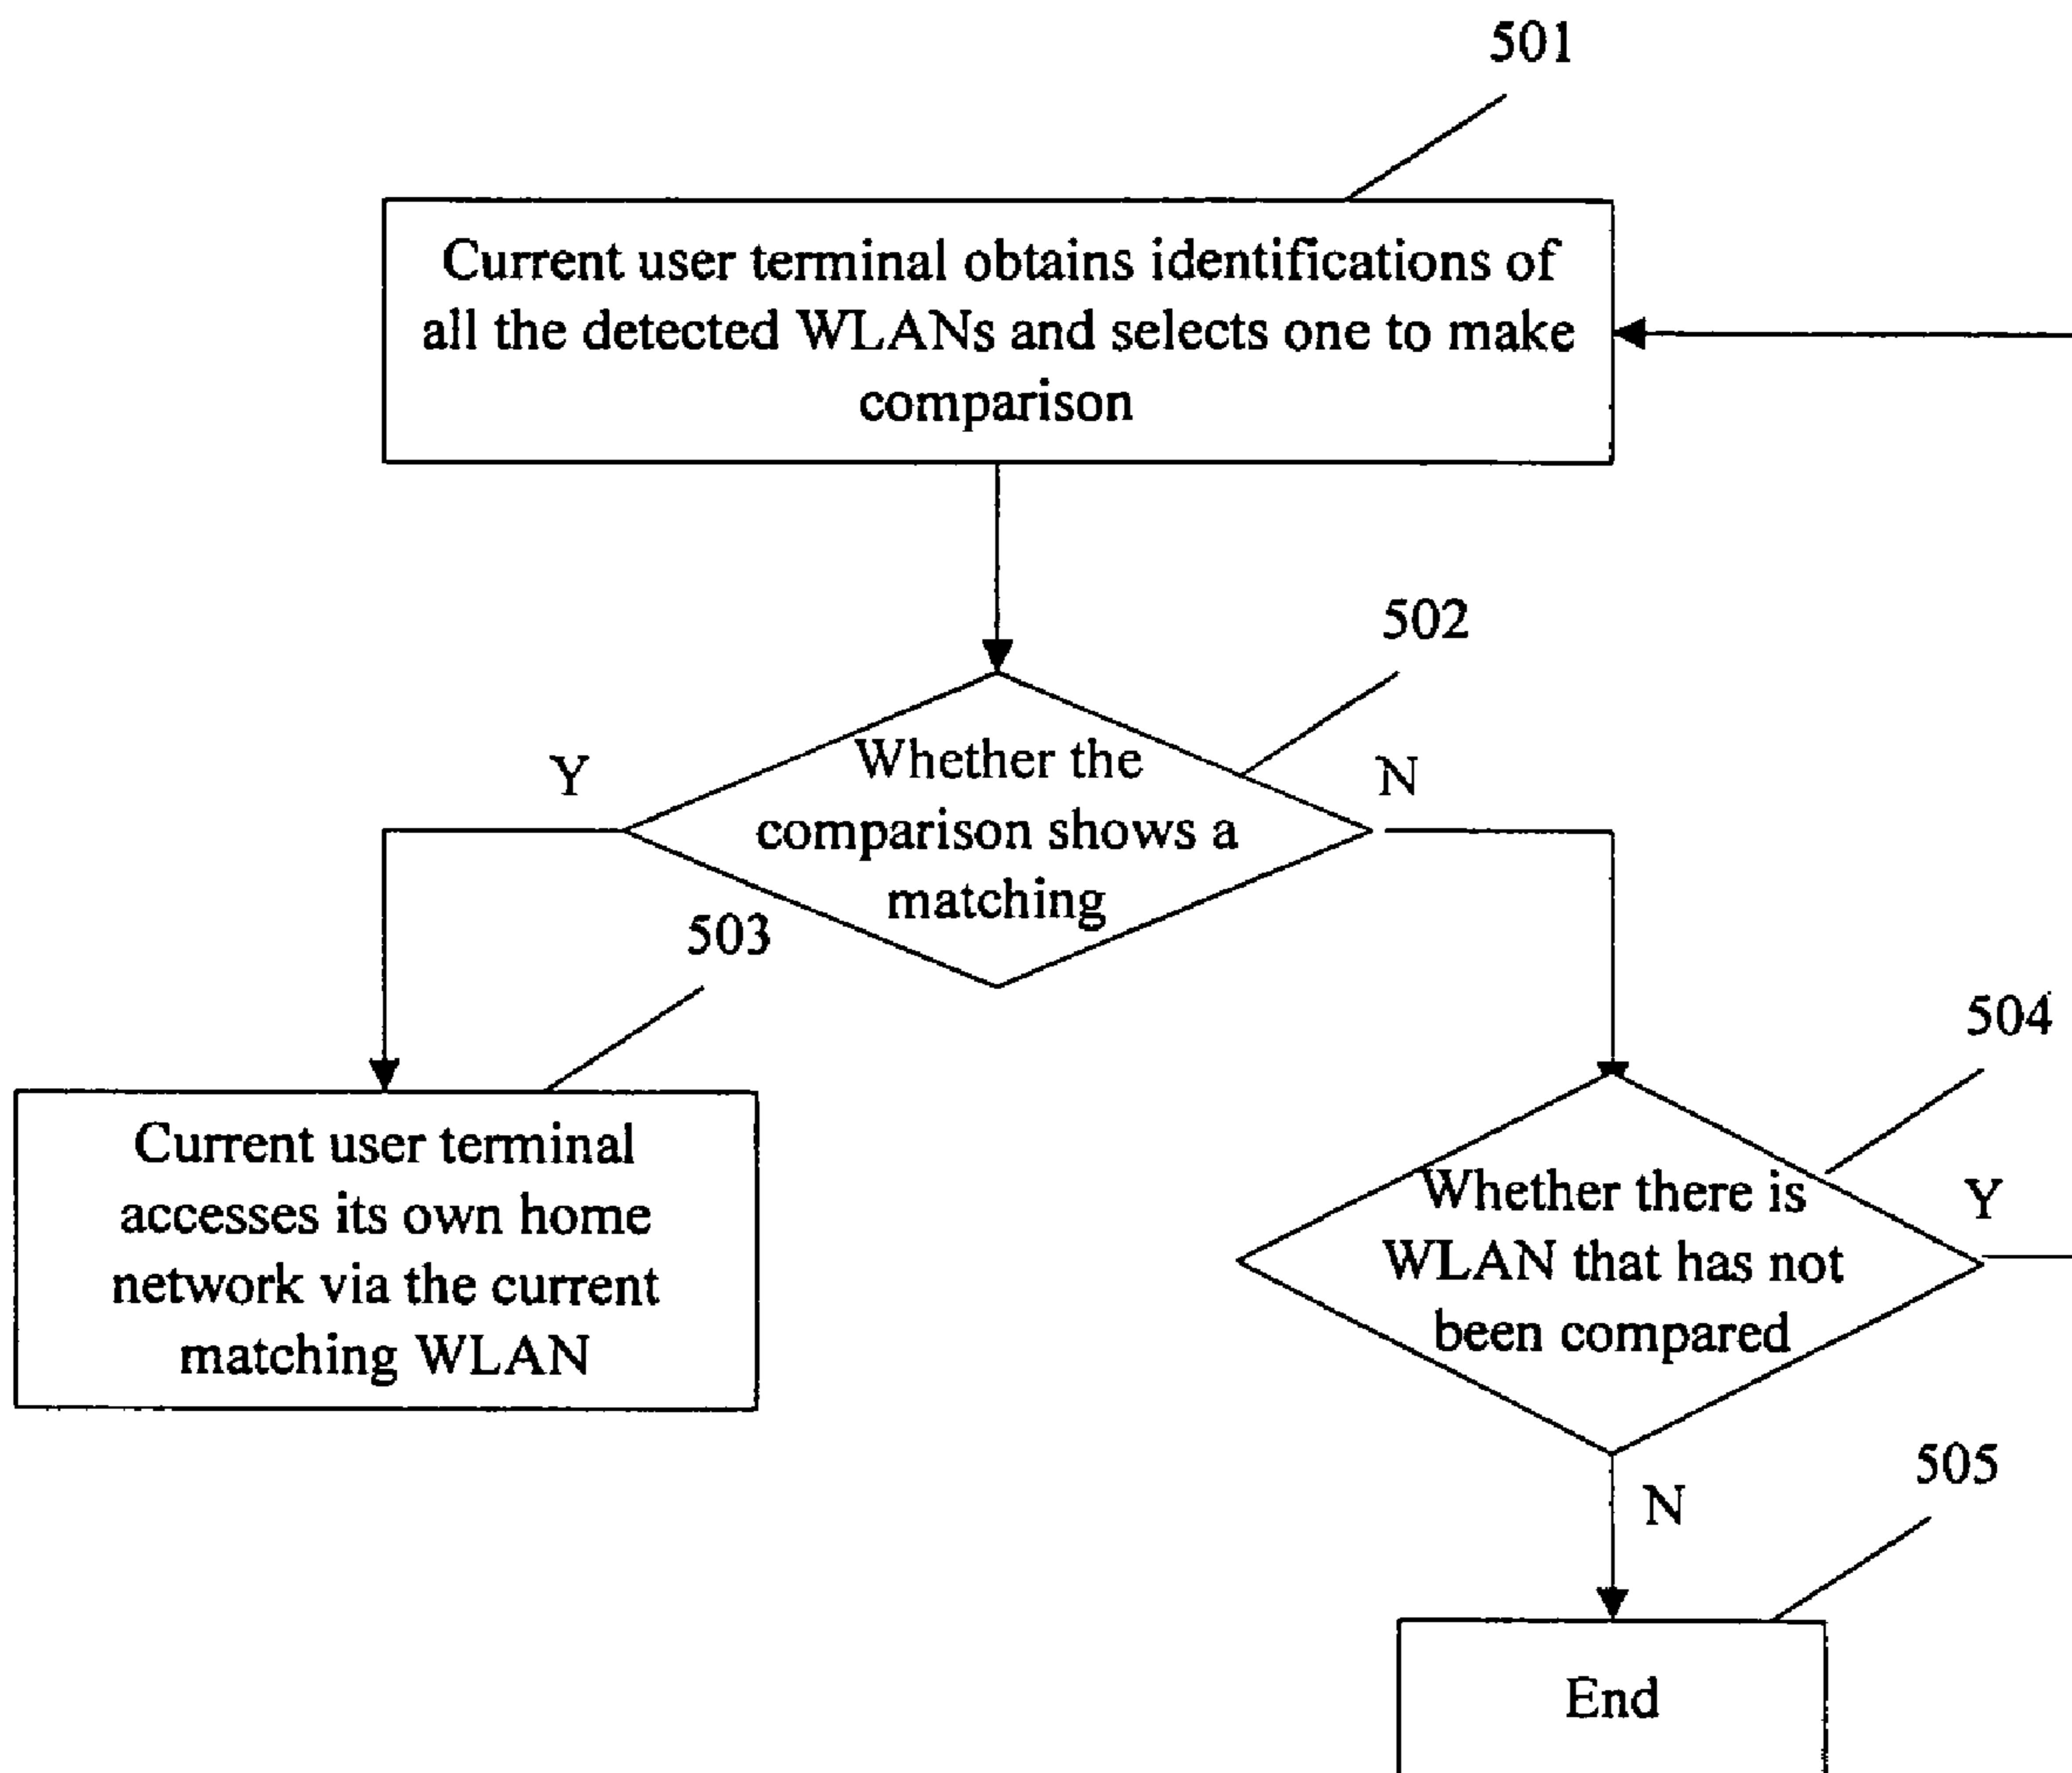 501
Current user terminal obtains identifications of
all the detected WLANs and selects one to make
comparison
502
Y
N
Whether the
comparison shows a
matching
503
504
Current user terminal
accesses its own home
network via the current
matching WLAN
Y
Whether there is
WLAN that has not
been compared
505
N
End